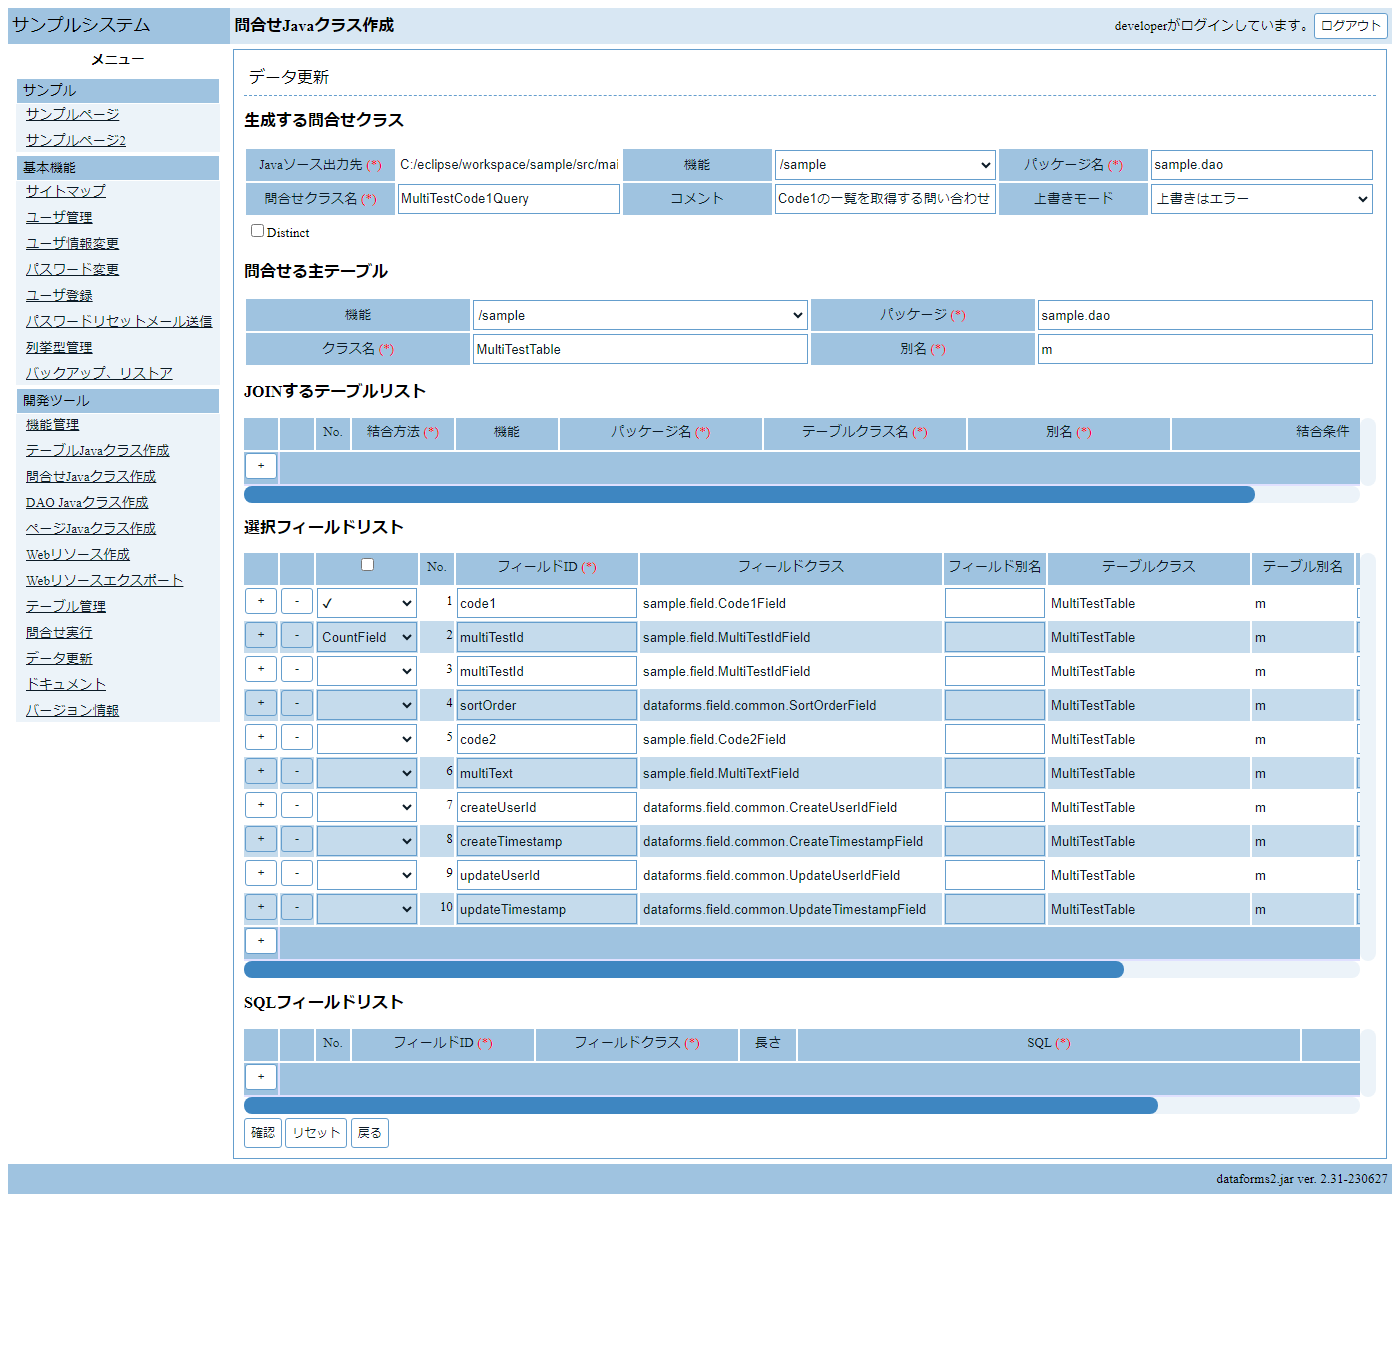 サンプルシステム
問合せJavaクラス作成
developerがログインしています。 ログアウト
メニュー
サンプル
サンプルページ
サンプルページ2
基本機能
サイトマップ
ユーザ管理
ユーザ情報変更
パスワード変更
ユーザ登録
パスワードリセットメール送信
列挙型管理
バックアップ、リストア
開発ツール
機能管理
テーブルJavaクラス作成
問合せJavaクラス作成
DAO Javaクラス作成
ページJavaクラス作成
Webリソース作成
Webリソースエクスポート
テーブル管理
問合せ実行
データ更新
ドキュメント
バージョン情報
データ更新
生成する問合せクラス
Javaソース出力先 (*) C:/eclipse/workspace/sample/src/mai 機能 /sample パッケージ名 (*) sample.dao
問合せクラス名 (*) MultiTestCode1Query コメント Code1の一覧を取得する問い合わせ 上書きモード 上書きはエラー
Distinct
問合せる主テーブル
機能 /sample パッケージ (*) sample.dao
クラス名 (*) MultiTestTable 別名 (*) m
JOINするテーブルリスト
No. 結合方法 (*) 機能 パッケージ名 (*) テーブルクラス名 (*) 別名 (*) 結合条件
+
選択フィールドリスト
No. フィールドID (*) フィールドクラス フィールド別名 テーブルクラス テーブル別名
+ - ✓ 1 code1 sample.field.Code1Field MultiTestTable m
+ - CountField 2 multiTestId sample.field.MultiTestIdField MultiTestTable m
+ - 3 multiTestId sample.field.MultiTestIdField MultiTestTable m
+ - 4 sortOrder dataforms.field.common.SortOrderField MultiTestTable m
+ - 5 code2 sample.field.Code2Field MultiTestTable m
+ - 6 multiText sample.field.MultiTextField MultiTestTable m
+ - 7 createUserId dataforms.field.common.CreateUserIdField MultiTestTable m
+ - 8 createTimestamp dataforms.field.common.CreateTimestampField MultiTestTable m
+ - 9 updateUserId dataforms.field.common.UpdateUserIdField MultiTestTable m
+ - 10 updateTimestamp dataforms.field.common.UpdateTimestampField MultiTestTable m
+
SQLフィールドリスト
No. フィールドID (*) フィールドクラス (*) 長さ SQL (*)
+
確認 リセット 戻る
dataforms2.jar ver. 2.31-230627